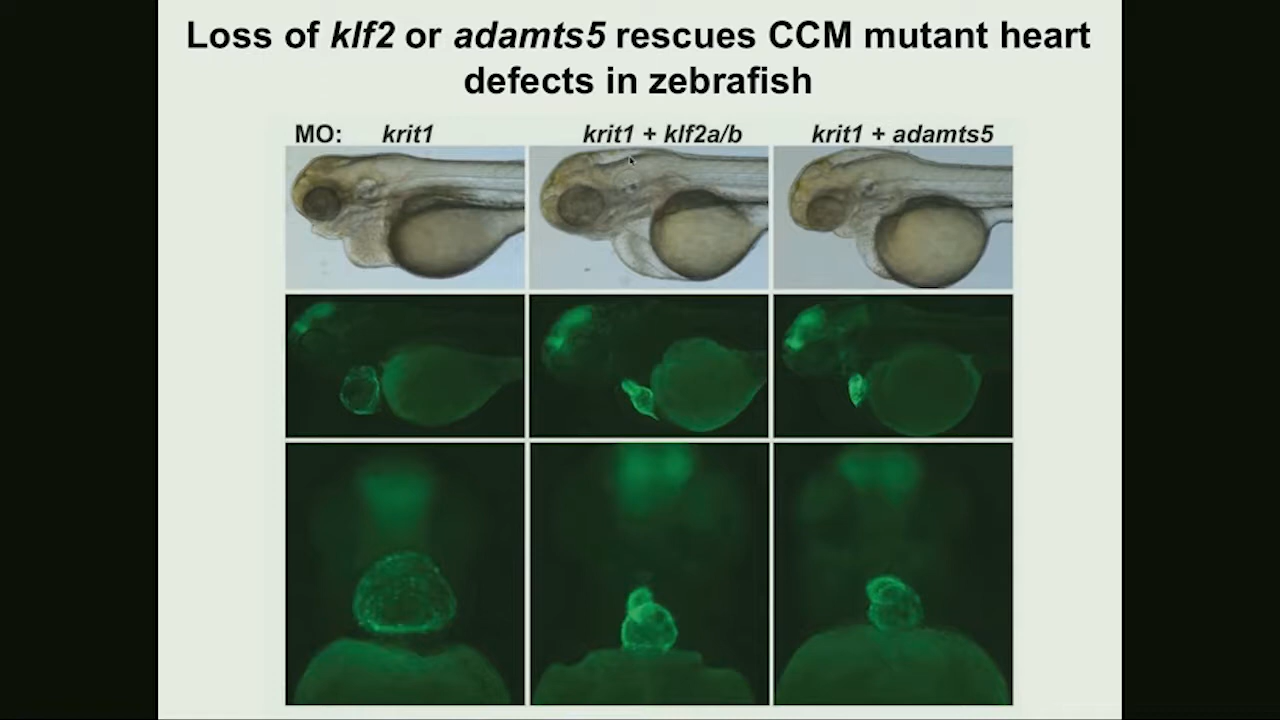 Loss of klf2 or adamts5 rescues CCM mutant heart
defects in zebrafish
MO: krit1 krit1 + klf2a/b krit1 + adamts5